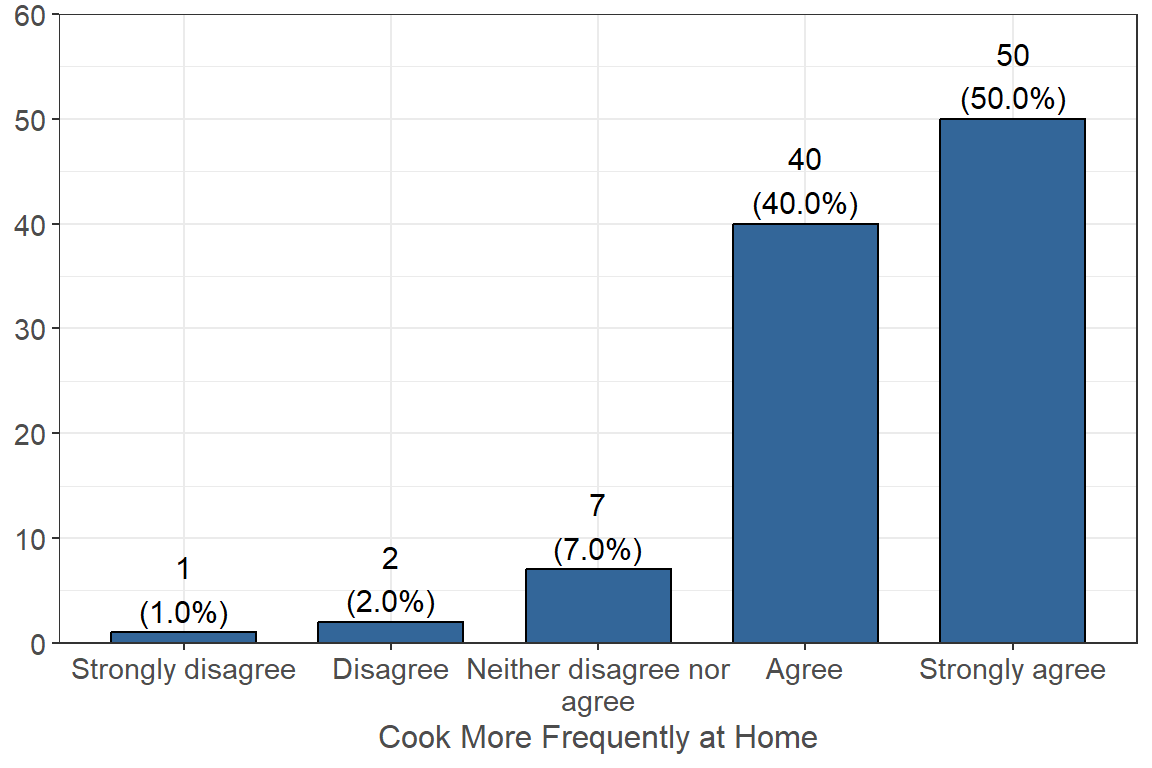 60
50
40
30
20
10
0
1
(1.0%)
2
(2.0%)
7
(7.0%)
40
(40.0%)
50
(50.0%)
Strongly disagree
Disagree
Neither disagree nor
agree
Agree
Strongly agree
Cook More Frequently at Home